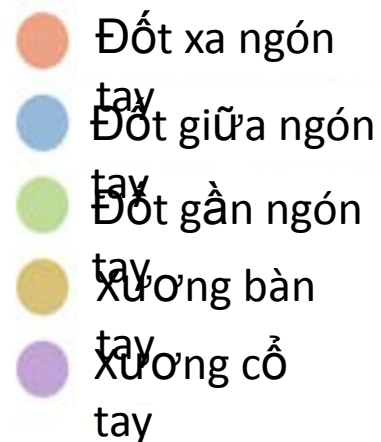 Đốt xa ngón
tay
Đốt giữa ngón
tay
Đốt gần ngón
tay
Xương bàn
tay
Xương cổ
tay